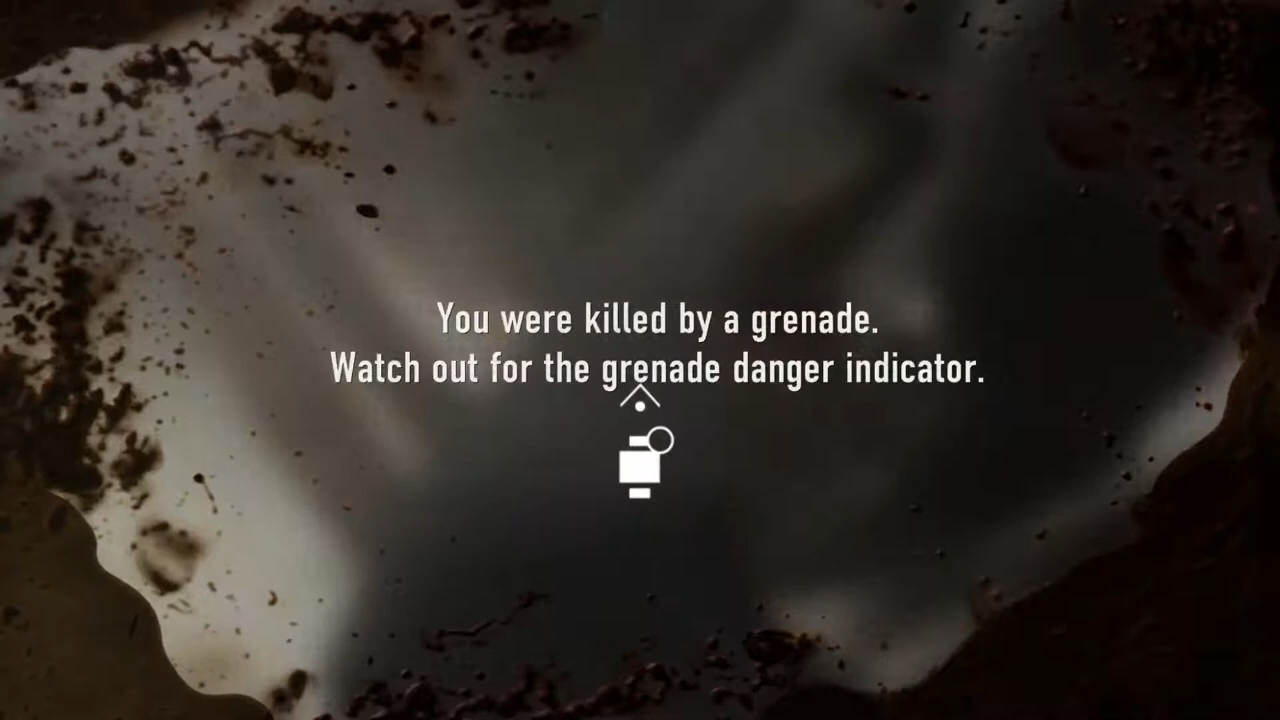 You were killed by a grenade.
Watch out for the grenade danger indicator.